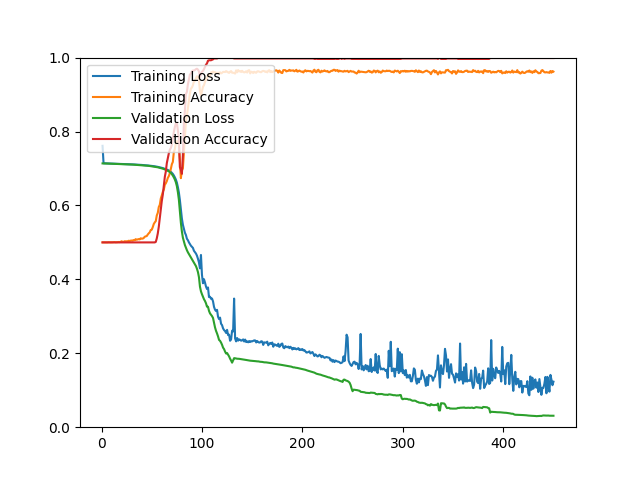 1.0
0.8
0.6
0.4
0.2
0.0
Training Loss
Training Accuracy
Validation Loss
Validation Accuracy
0 100 200 300 400